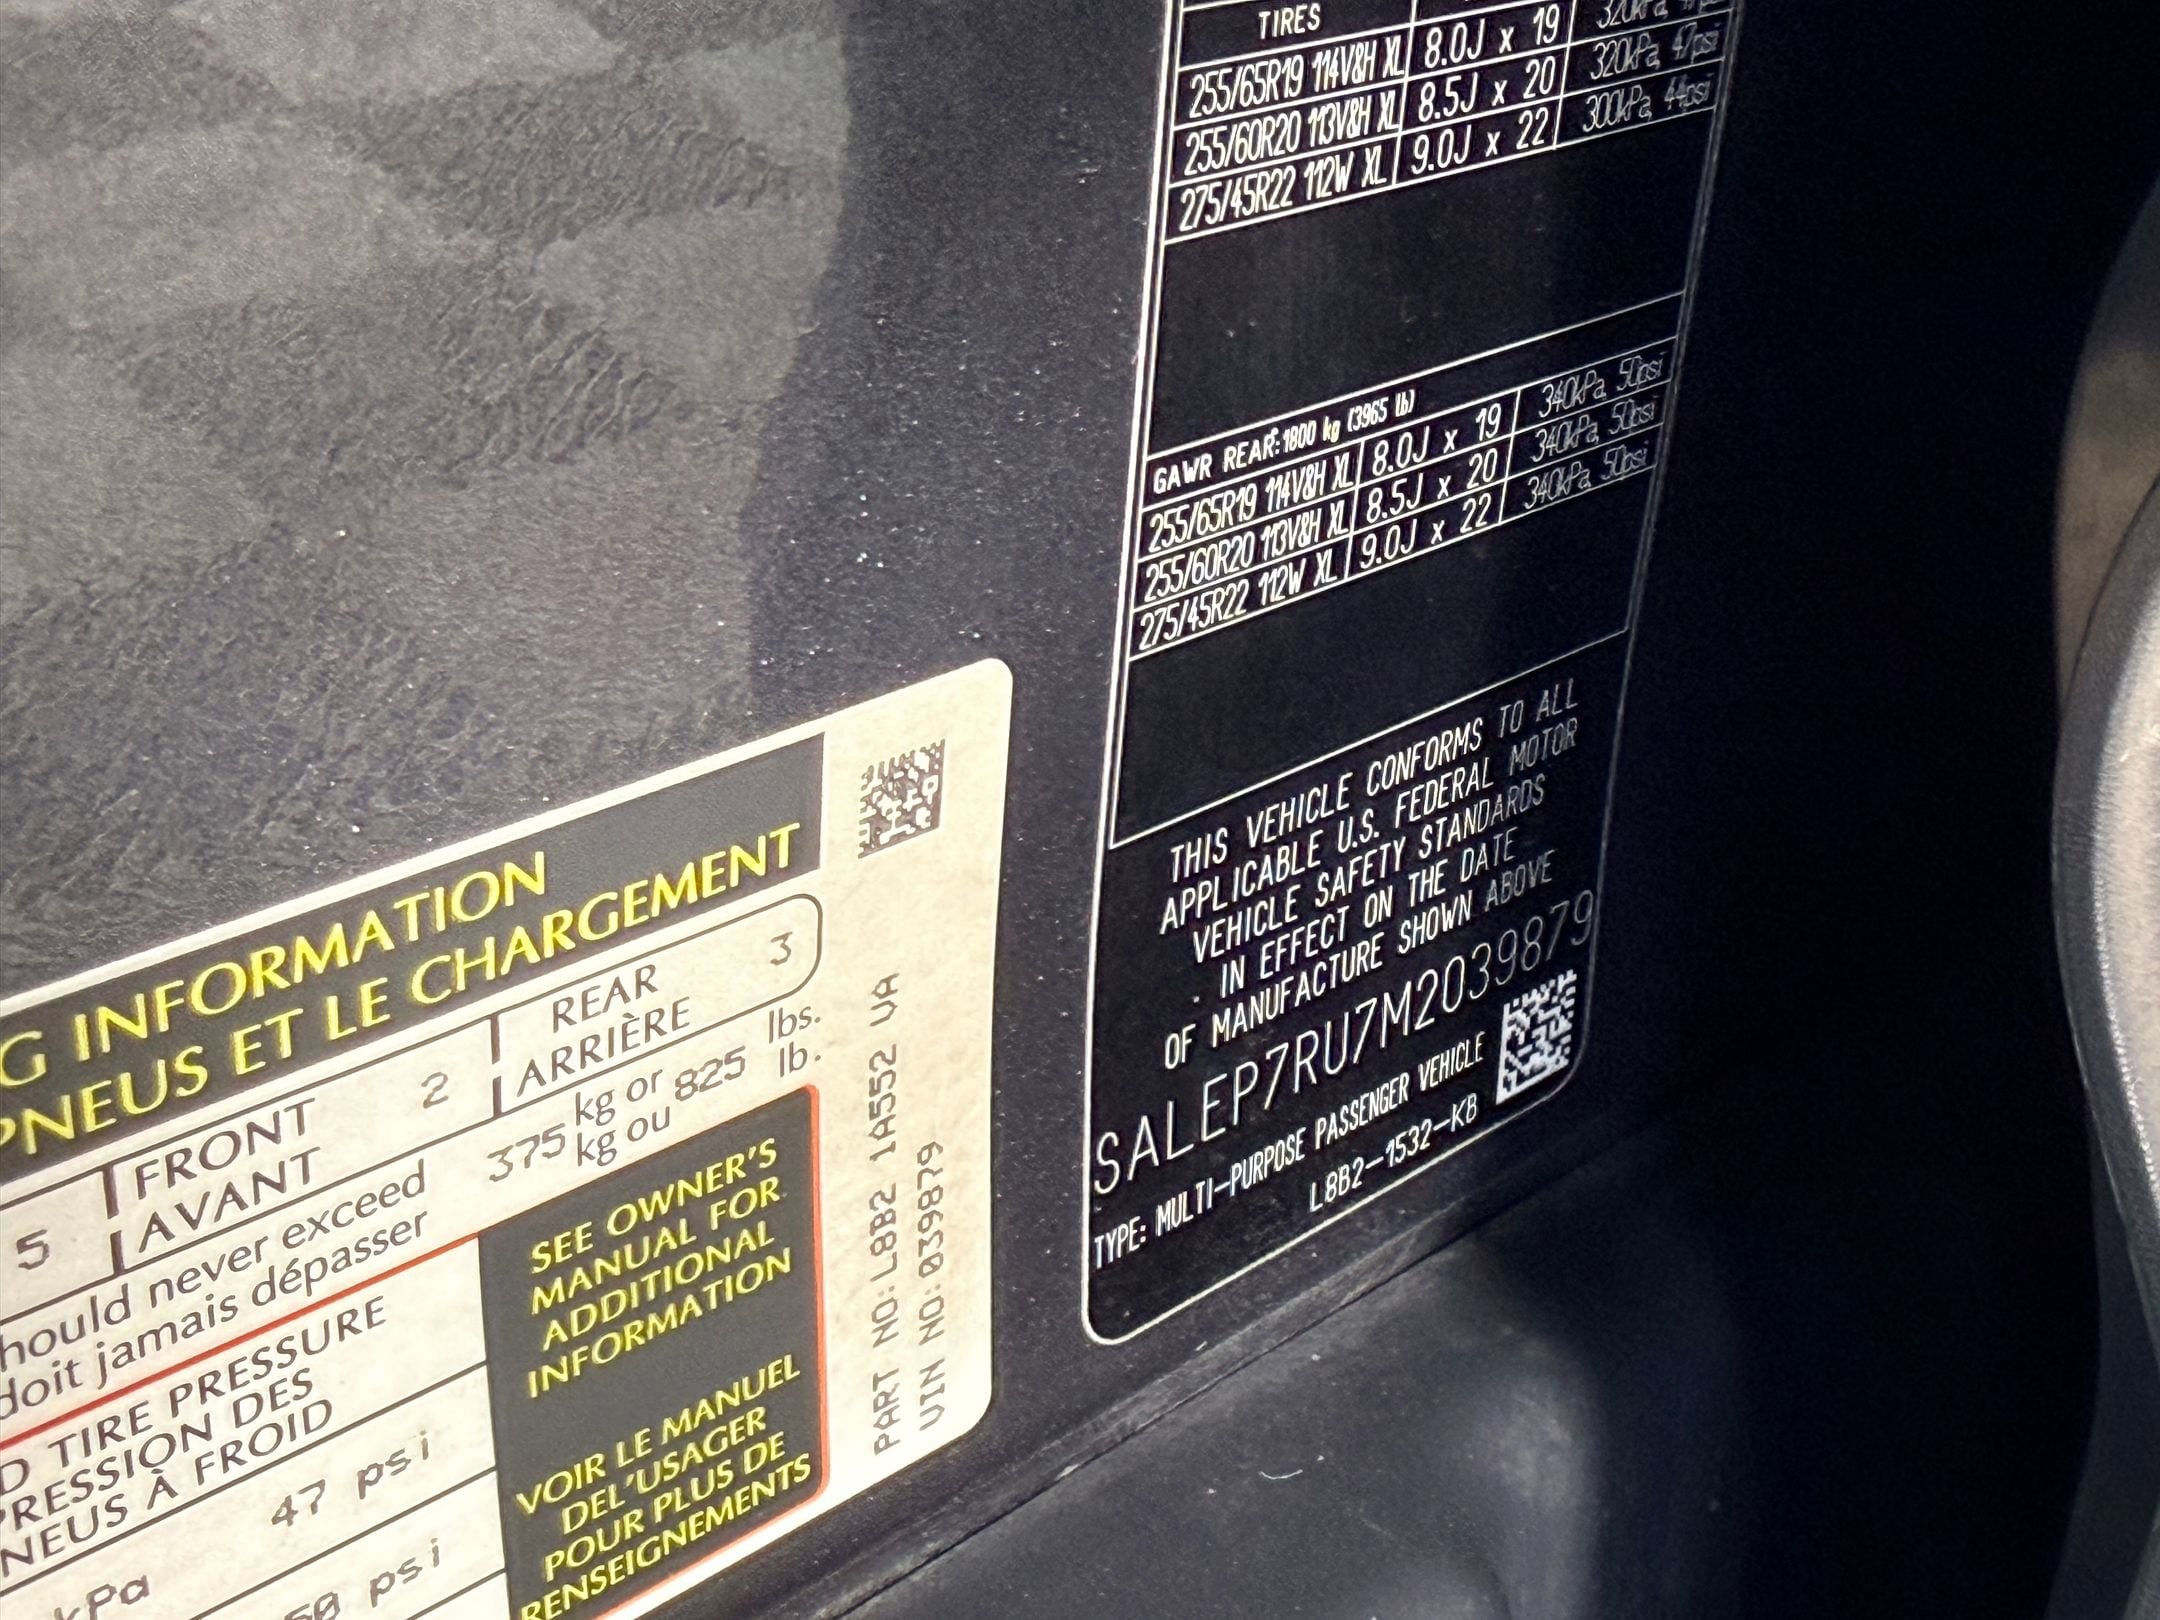 G INFORMATION
PNEUS ET LE CHARGEMENT
5 FRONT AVANT 2 REAR ARRIÈRE 3
hould never exceed 375 kg or 825 lbs.
doit jamais dépasser kg ou lb.
D TIRE PRESSURE
RESSION DES
NEUS À FROID
47 psi
kPa 50 psi
SEE OWNER'S
MANUAL FOR
ADDITIONAL
INFORMATION
VOIR LE MANUEL
DEL'USAGER
POUR PLUS DE
RENSEIGNEMENTS
PART NO:L8B2 1A552 VA
VIN NO:039879
TIRES
255/65R19 114V&H XL 8.0J x 19 320kPa, 47psi
255/60R20 113V&H XL 8.5J x 20 320kPa, 47psi
275/45R22 112W XL 9.0J x 22 300kPa, 44psi
GAWR REAR: 1800 kg (3965 lb)
255/65R19 114V&H XL 8.0J x 19 340kPa, 50psi
255/60R20 113V&H XL 8.5J x 20 340kPa, 50psi
275/45R22 112W XL 9.0J x 22 340kPa, 50psi
THIS VEHICLE CONFORMS TO ALL
APPLICABLE U.S. FEDERAL MOTOR
VEHICLE SAFETY STANDARDS
IN EFFECT ON THE DATE
OF MANUFACTURE SHOWN ABOVE
SALEP7RU7M2039879
TYPE: MULTI-PURPOSE PASSENGER VEHICLE
L8B2-1532-KB